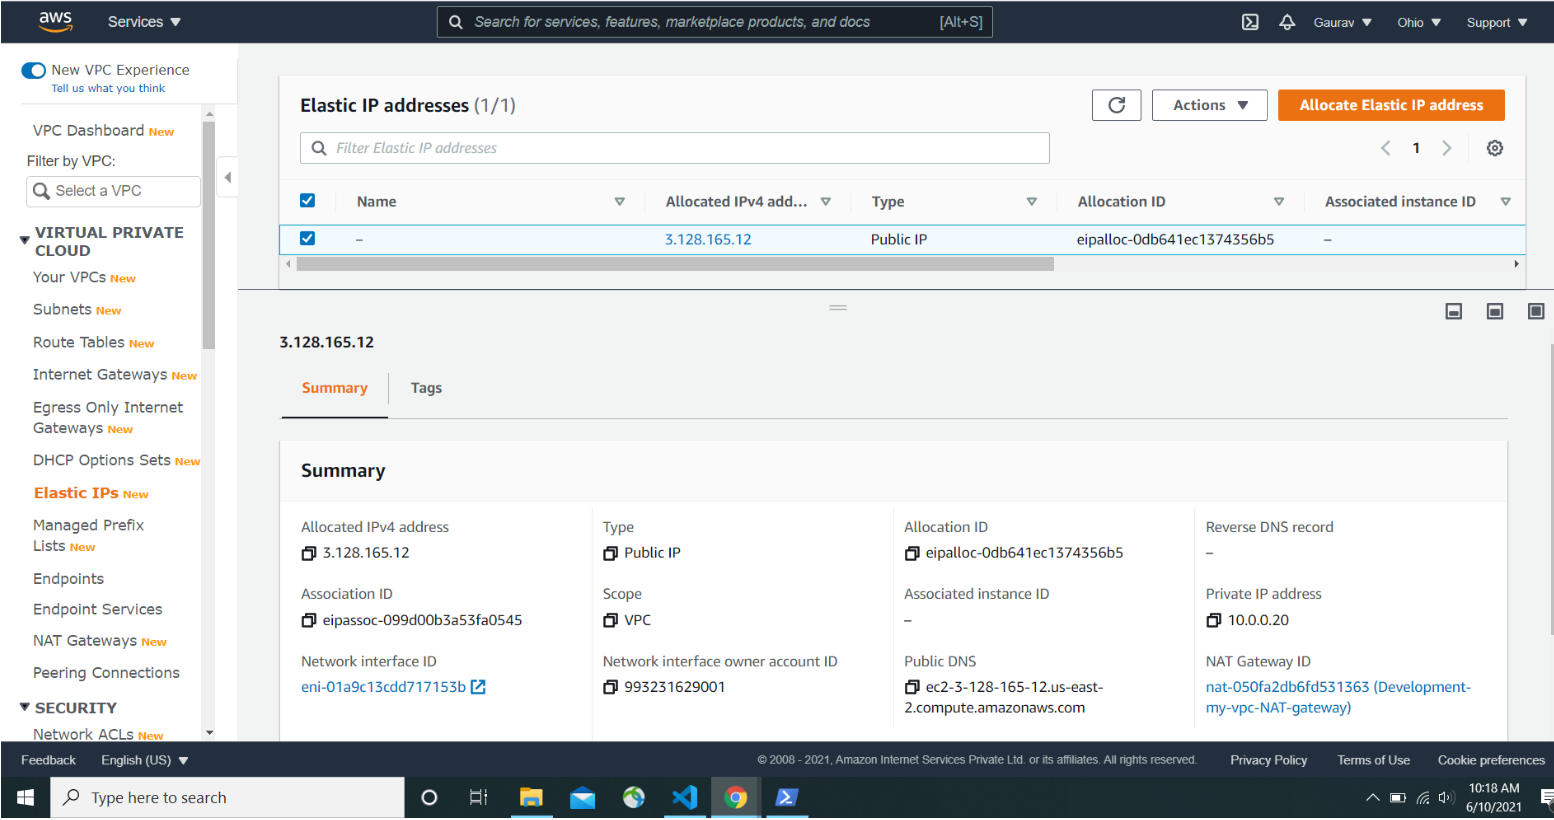 aws
Services
Search for services, features, marketplace products, and docs [Alt+S]
Gaurav
Ohio
Support
New VPC Experience
Tell us what you think
VPC Dashboard New
Filter by VPC:
Select a VPC
VIRTUAL PRIVATE
CLOUD
Your VPCs New
Subnets New
Route Tables New
Internet Gateways New
Egress Only Internet
Gateways New
DHCP Options Sets New
Elastic IPs New
Managed Prefix
Lists New
Endpoints
Endpoint Services
NAT Gateways New
Peering Connections
SECURITY
Network ACLs New
Elastic IP addresses (1/1)
Actions
Allocate Elastic IP address
Filter Elastic IP addresses
1
Name Allocated IPv4 add... Type Allocation ID Associated instance ID
– 3.128.165.12 Public IP eipalloc-0db641ec1374356b5 –
3.128.165.12
Summary Tags
Summary
Allocated IPv4 address
3.128.165.12
Type
Public IP
Allocation ID
eipalloc-0db641ec1374356b5
Reverse DNS record
–
Association ID
eipassoc-099d00b3a53fa0545
Scope
VPC
Associated instance ID
–
Private IP address
10.0.0.20
Network interface ID
eni-01a9c13cdd717153b
Network interface owner account ID
993231629001
Public DNS
ec2-3-128-165-12.us-east-
2.compute.amazonaws.com
NAT Gateway ID
nat-050fa2db6fd531363 (Development-
my-vpc-NAT-gateway)
Feedback
English (US)
© 2008 - 2021, Amazon Internet Services Private Ltd. or its affiliates. All rights reserved.
Privacy Policy
Terms of Use
Cookie preferences
Type here to search
10:18 AM
6/10/2021